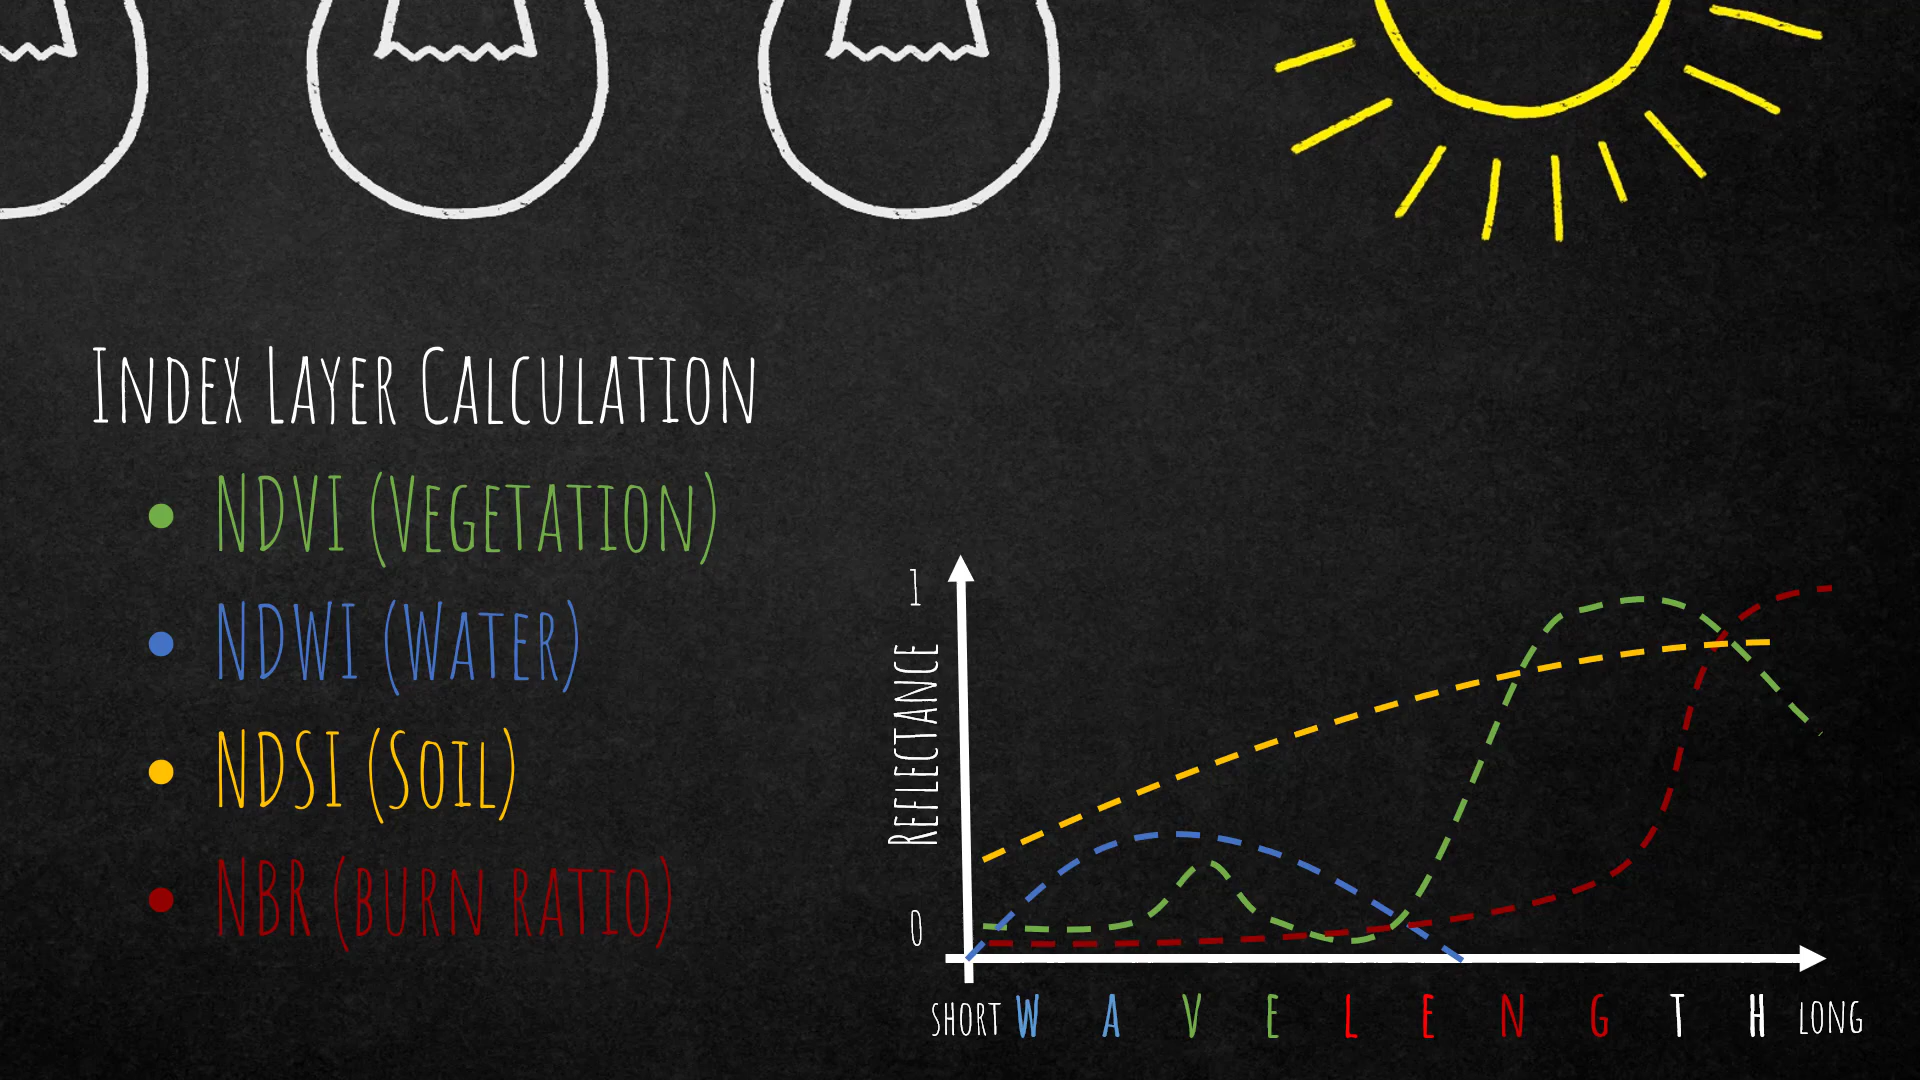 Index Layer Calculation
NDVI (Vegetation)
NDWI (Water)
NDSI (Soil)
NBR (burn ratio)
1
Reflectance
0
short W A V E L E N G T H long